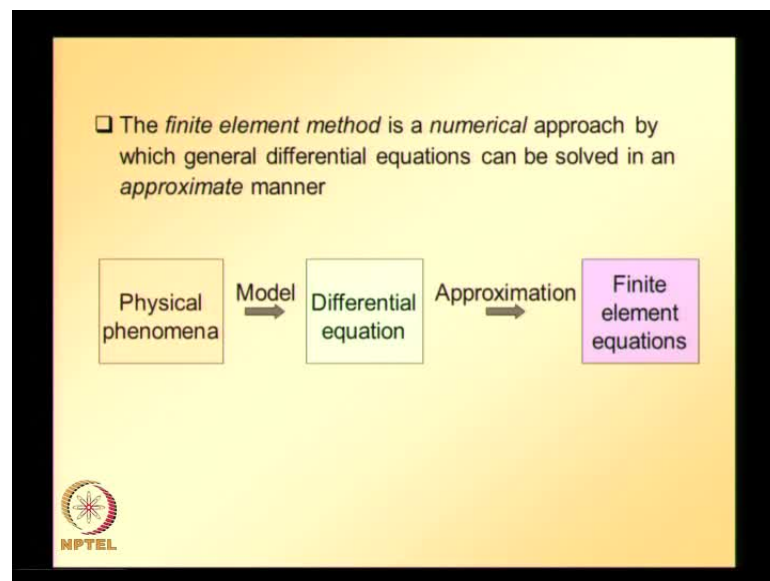 The finite element method is a numerical approach by
which general differential equations can be solved in an
approximate manner
Physical
phenomena
Model
Differential
equation
Approximation
Finite
element
equations
NPTEL